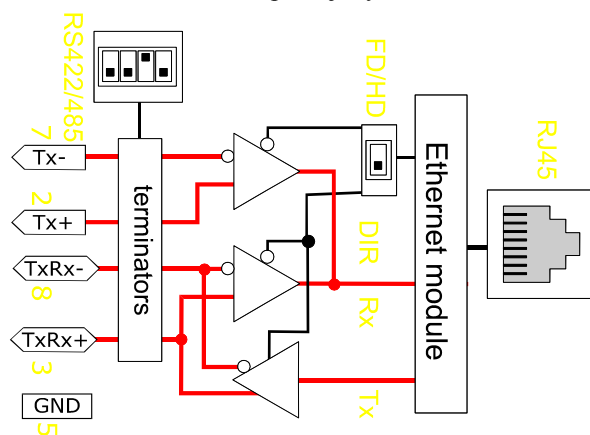 RS422/485
FD/HD
RJ45
7
Tx-
2
Tx+
TxRx-
8
TxRx+
3
GND
5
terminators
DIR
Rx
Tx
Ethernet module